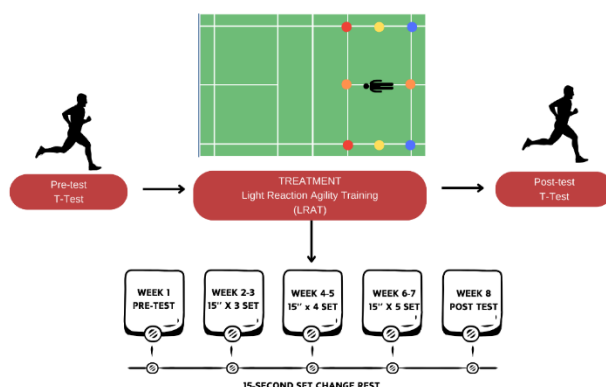 Pre-test
T-Test
TREATMENT
Light Reaction Agility Training
(LRAT)
Post-test
T-Test
WEEK 1
PRE-TEST
WEEK 2-3
15'' X 3 SET
WEEK 4-5
15'' x 4 SET
WEEK 6-7
15'' X 5 SET
WEEK 8
POST TEST
15-SECOND SET CHANGE REST